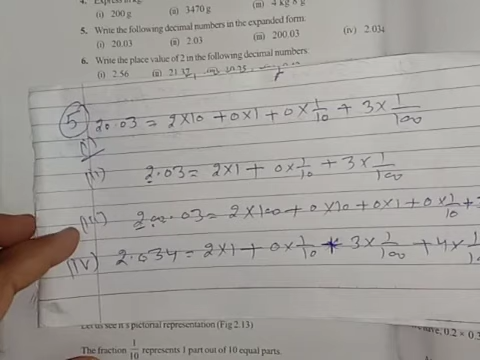 (i) 200 g (ii) 3470 g (iii) 4 kg 8 g
5. Write the following decimal numbers in the expanded form:
(i) 20.03 (ii) 2.03 (iii) 200.03 (iv) 2.034
6. Write the place value of 2 in the following decimal numbers:
(i) 2.56 (ii) 21.37
5 (i) 20.03 = 2×10 + 0×1 + 0×1/10 + 3×1/100
(ii) 2.03 = 2×1 + 0×1/10 + 3×1/100
(iii) 200.03 = 2×100 + 0×10 + 0×1 + 0×1/10 +
(iv) 2.034 = 2×1 + 0×1/10 + 3×1/100 + 4×
Let us see it's pictorial representation (Fig 2.13)
The fraction 1/10 represents 1 part out of 10 equal parts.